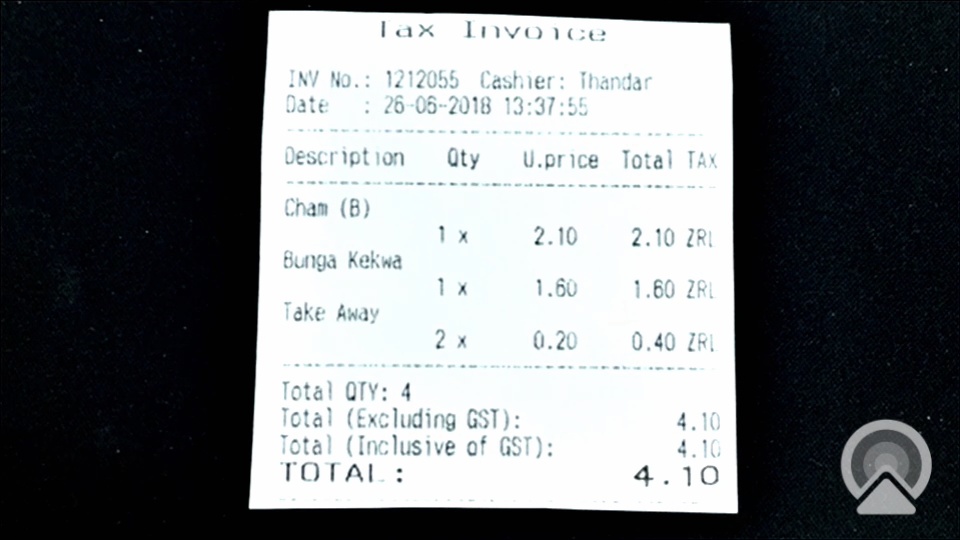 Tax Invoice
INV No.: 1212055 Cashier: Thandar
Date : 26-06-2018 13:37:55
Description Qty U.price Total TAX
Cham (B)
1 x 2.10 2.10 ZRL
Bunga Kekwa
1 x 1.60 1.60 ZRL
Take Away
2 x 0.20 0.40 ZRL
Total QTY: 4
Total (Excluding GST): 4.10
Total (Inclusive of GST): 4.10
TOTAL: 4.10